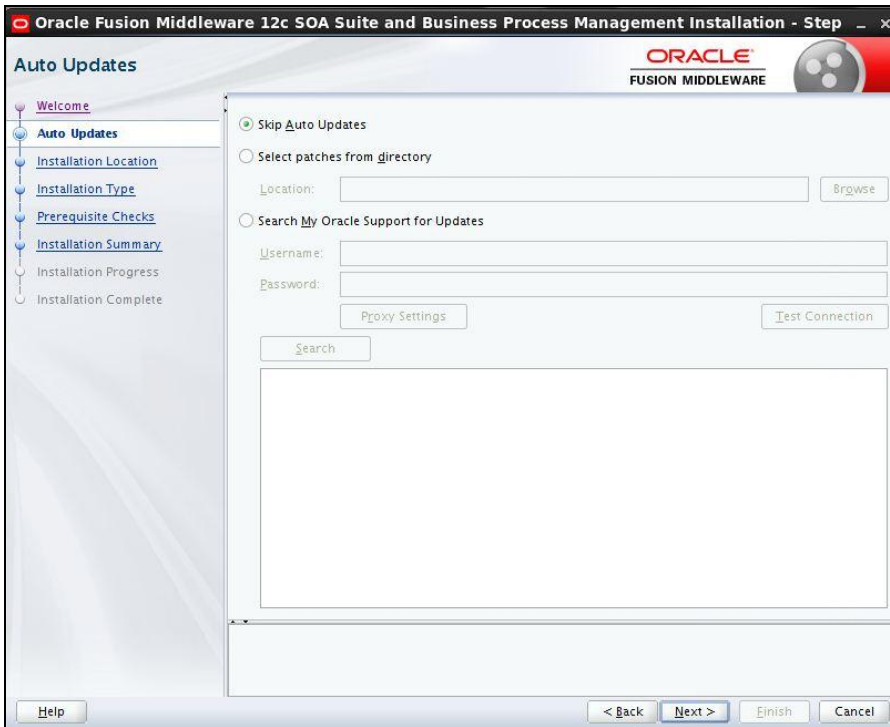 Oracle Fusion Middleware 12c SOA Suite and Business Process Management Installation - Step
Auto Updates
ORACLE
FUSION MIDDLEWARE
Welcome
Auto Updates
Installation Location
Installation Type
Prerequisite Checks
Installation Summary
Installation Progress
Installation Complete
Skip Auto Updates
Select patches from directory
Location:
Browse
Search My Oracle Support for Updates
Username:
Password:
Proxy Settings
Test Connection
Search
Help
< Back
Next >
Finish
Cancel